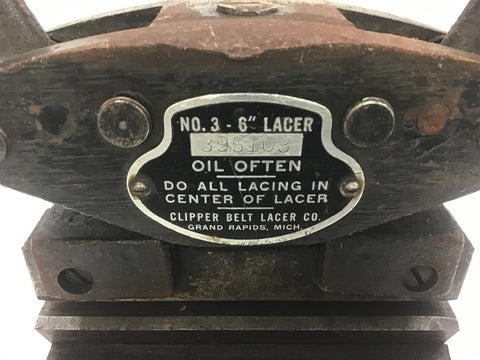 NO. 3 - 6" LACER
395103
OIL OFTEN
DO ALL LACING IN
CENTER OF LACER
CLIPPER BELT LACER CO.
GRAND RAPIDS, MICH.